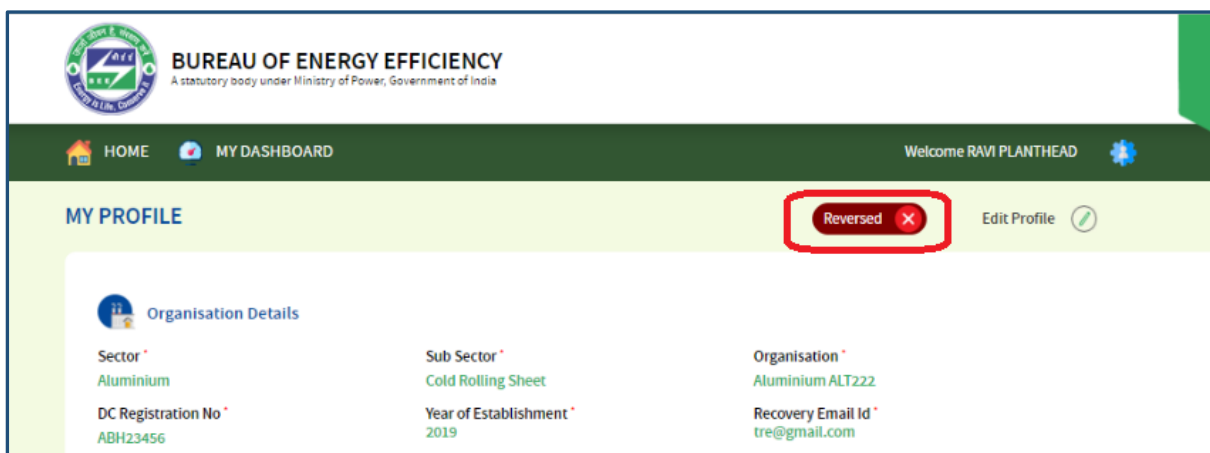 BUREAU OF ENERGY EFFICIENCY
A statutory body under Ministry of Power, Government of India
HOME MY DASHBOARD Welcome RAVI PLANTHEAD
MY PROFILE Reversed Edit Profile
Organisation Details
Sector * Sub Sector * Organisation *
Aluminium Cold Rolling Sheet Aluminium ALT222
DC Registration No * Year of Establishment * Recovery Email Id *
ABH23456 2019 tre@gmail.com